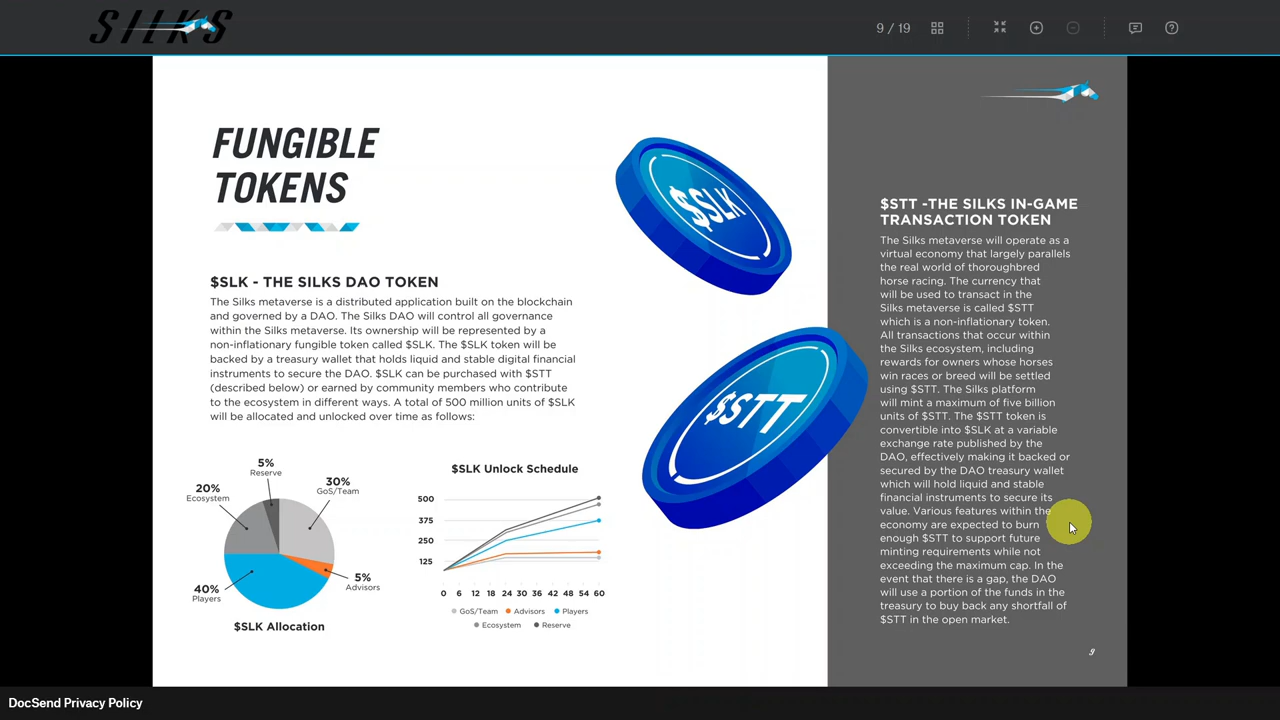 SILKS
9 / 19
FUNGIBLE
TOKENS
$SLK - THE SILKS DAO TOKEN
The Silks metaverse is a distributed application built on the blockchain
and governed by a DAO. The Silks DAO will control all governance
within the Silks metaverse. Its ownership will be represented by a
non-inflationary fungible token called $SLK. The $SLK token will be
backed by a treasury wallet that holds liquid and stable digital financial
instruments to secure the DAO. $SLK can be purchased with $STT
(described below) or earned by community members who contribute
to the ecosystem in different ways. A total of 500 million units of $SLK
will be allocated and unlocked over time as follows:
5%
Reserve
30%
GoS/Team
20%
Ecosystem
5%
Advisors
40%
Players
$SLK Allocation
$SLK Unlock Schedule
500
375
250
125
0 6 12 18 24 30 36 42 48 54 60
GoS/Team Advisors Players
Ecosystem Reserve
$SLK
$STT
$STT -THE SILKS IN-GAME
TRANSACTION TOKEN
The Silks metaverse will operate as a
virtual economy that largely parallels
the real world of thoroughbred
horse racing. The currency that
will be used to transact in the
Silks metaverse is called $STT
which is a non-inflationary token.
All transactions that occur within
the Silks ecosystem, including
rewards for owners whose horses
win races or breed will be settled
using $STT. The Silks platform
will mint a maximum of five billion
units of $STT. The $STT token is
convertible into $SLK at a variable
exchange rate published by the
DAO, effectively making it backed or
secured by the DAO treasury wallet
which will hold liquid and stable
financial instruments to secure its
value. Various features within the
economy are expected to burn
enough $STT to support future
minting requirements while not
exceeding the maximum cap. In the
event that there is a gap, the DAO
will use a portion of the funds in the
treasury to buy back any shortfall of
$STT in the open market.
9
DocSend Privacy Policy